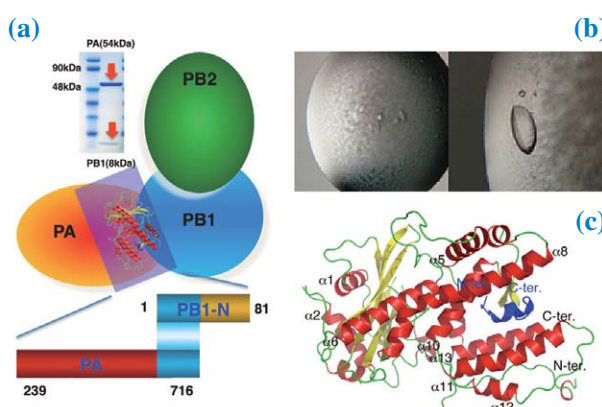 (a)
PA(54kDa)
90kDa
48kDa
PB1(8kDa)
PB2
PA
PB1
1
PB1-N
81
PA
239
716
(b)
(c)
α5
α8
α1
N-ter.
C-ter.
α2
α6
α10
C-ter.
α13
N-ter.
α11
α12